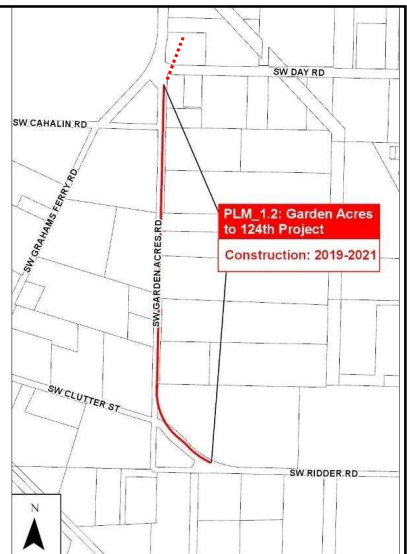 SW DAY RD
SW CAHALIN RD
SW GRAHAMS FERRY RD
SW GARDEN ACRES RD
PLM_1.2: Garden Acres
to 124th Project
Construction: 2019-2021
SW CLUTTER ST
SW RIDDER RD
N